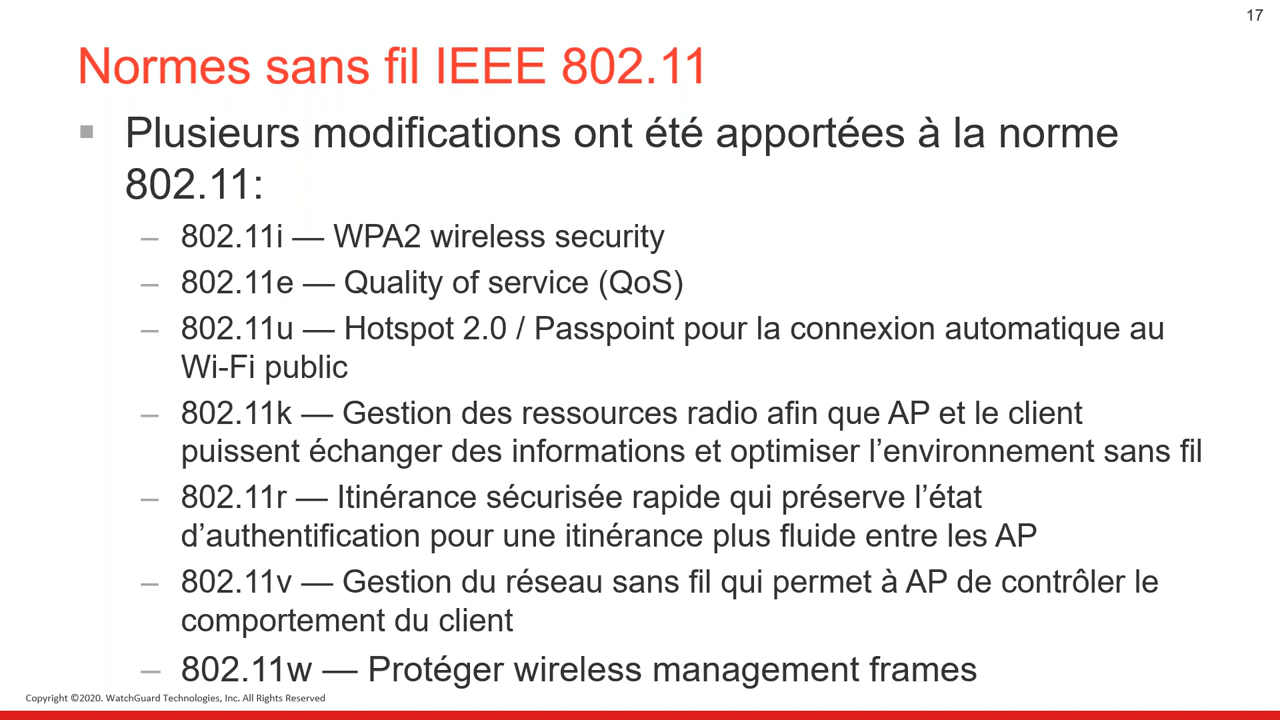 17
Normes sans fil IEEE 802.11
▪ Plusieurs modifications ont été apportées à la norme
802.11:
– 802.11i — WPA2 wireless security
– 802.11e — Quality of service (QoS)
– 802.11u — Hotspot 2.0 / Passpoint pour la connexion automatique au
Wi-Fi public
– 802.11k — Gestion des ressources radio afin que AP et le client
puissent échanger des informations et optimiser l’environnement sans fil
– 802.11r — Itinérance sécurisée rapide qui préserve l’état
d’authentification pour une itinérance plus fluide entre les AP
– 802.11v — Gestion du réseau sans fil qui permet à AP de contrôler le
comportement du client
– 802.11w — Protéger wireless management frames
Copyright ©2020. WatchGuard Technologies, Inc. All Rights Reserved